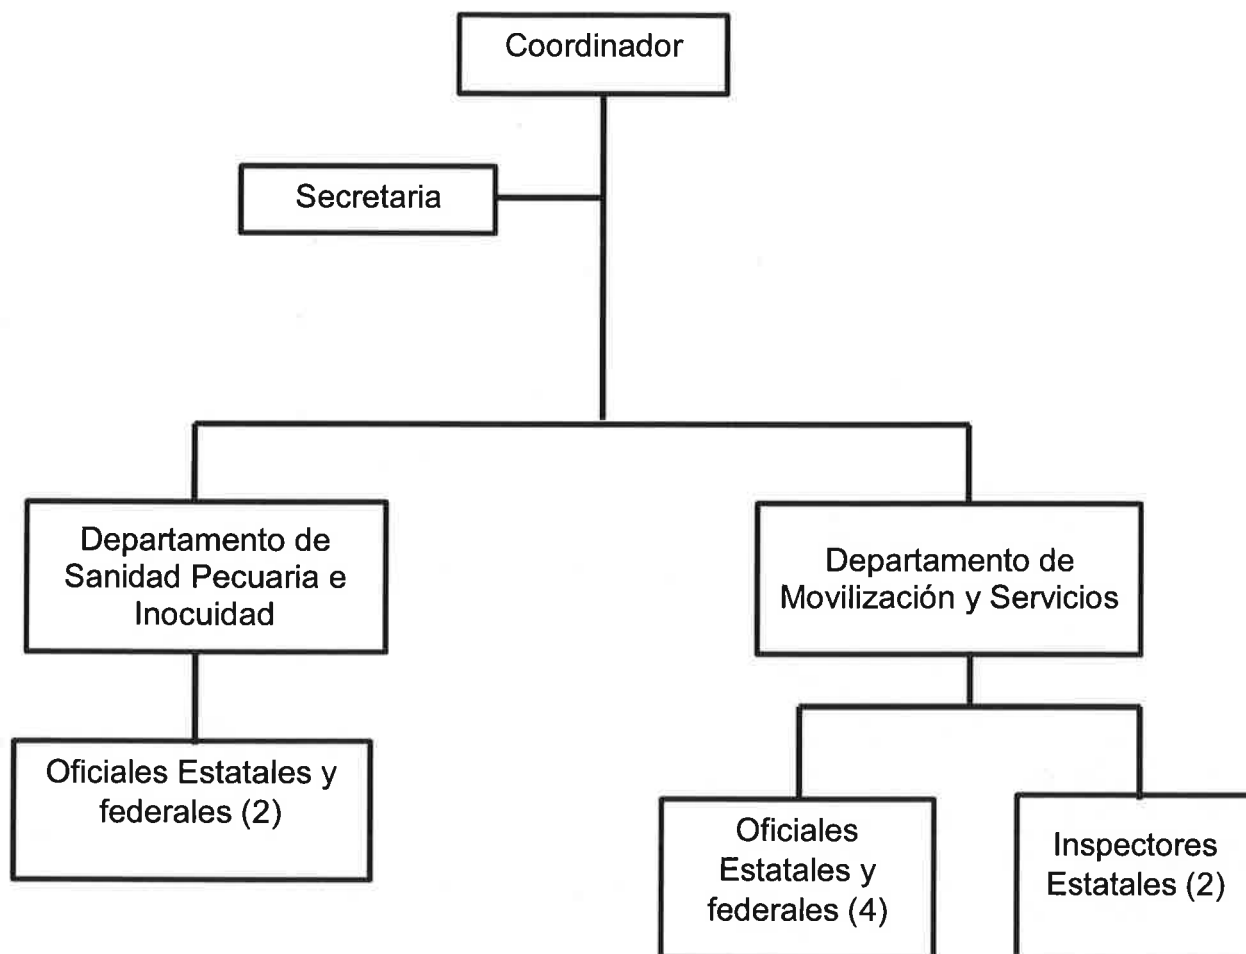 Coordinador
Secretaria
Departamento de
Sanidad Pecuaria e
Inocuidad
Departamento de
Movilización y Servicios
Oficiales Estatales y
federales (2)
Oficiales
Estatales y
federales (4)
Inspectores
Estatales (2)